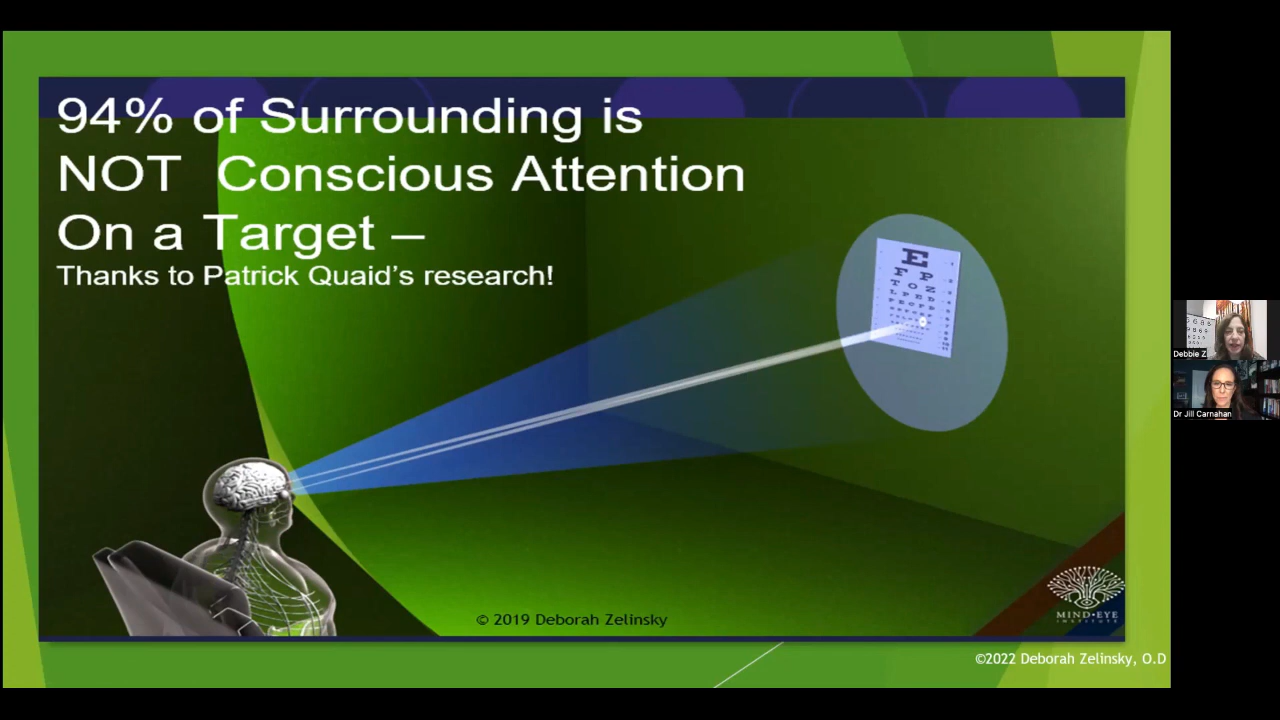 94% of Surrounding is
NOT Conscious Attention
On a Target –
Thanks to Patrick Quaid's research!
E
F P
T O Z
L P E D
P E C F D
© 2019 Deborah Zelinsky
MIND·EYE
INSTITUTE
©2022 Deborah Zelinsky, O.D
Debbie Z
Dr Jill Carnahan